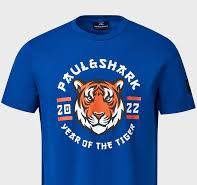 PAUL&SHARK
20 22
YEAR OF THE TIGER